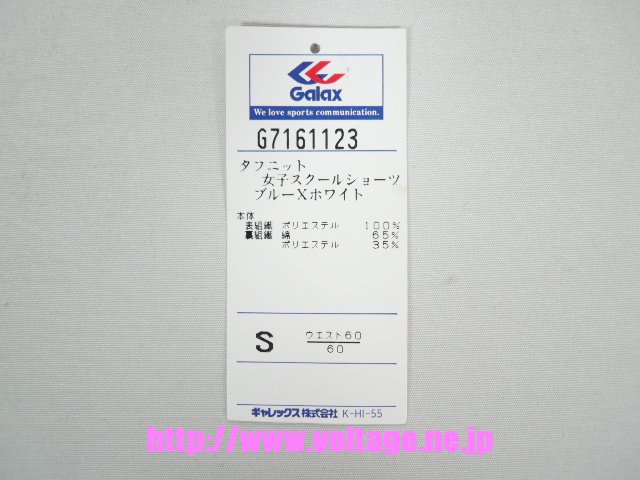 Galax
We love sports communication.
G7161123
タフニット
女子スクールショーツ
ブルーXホワイト
本体
表組織 ポリエステル 100%
裏組織 綿 65%
ポリエステル 35%
S ウエスト60
60
ギャレックス株式会社 K-HI-55
http://www.voltage.ne.jp